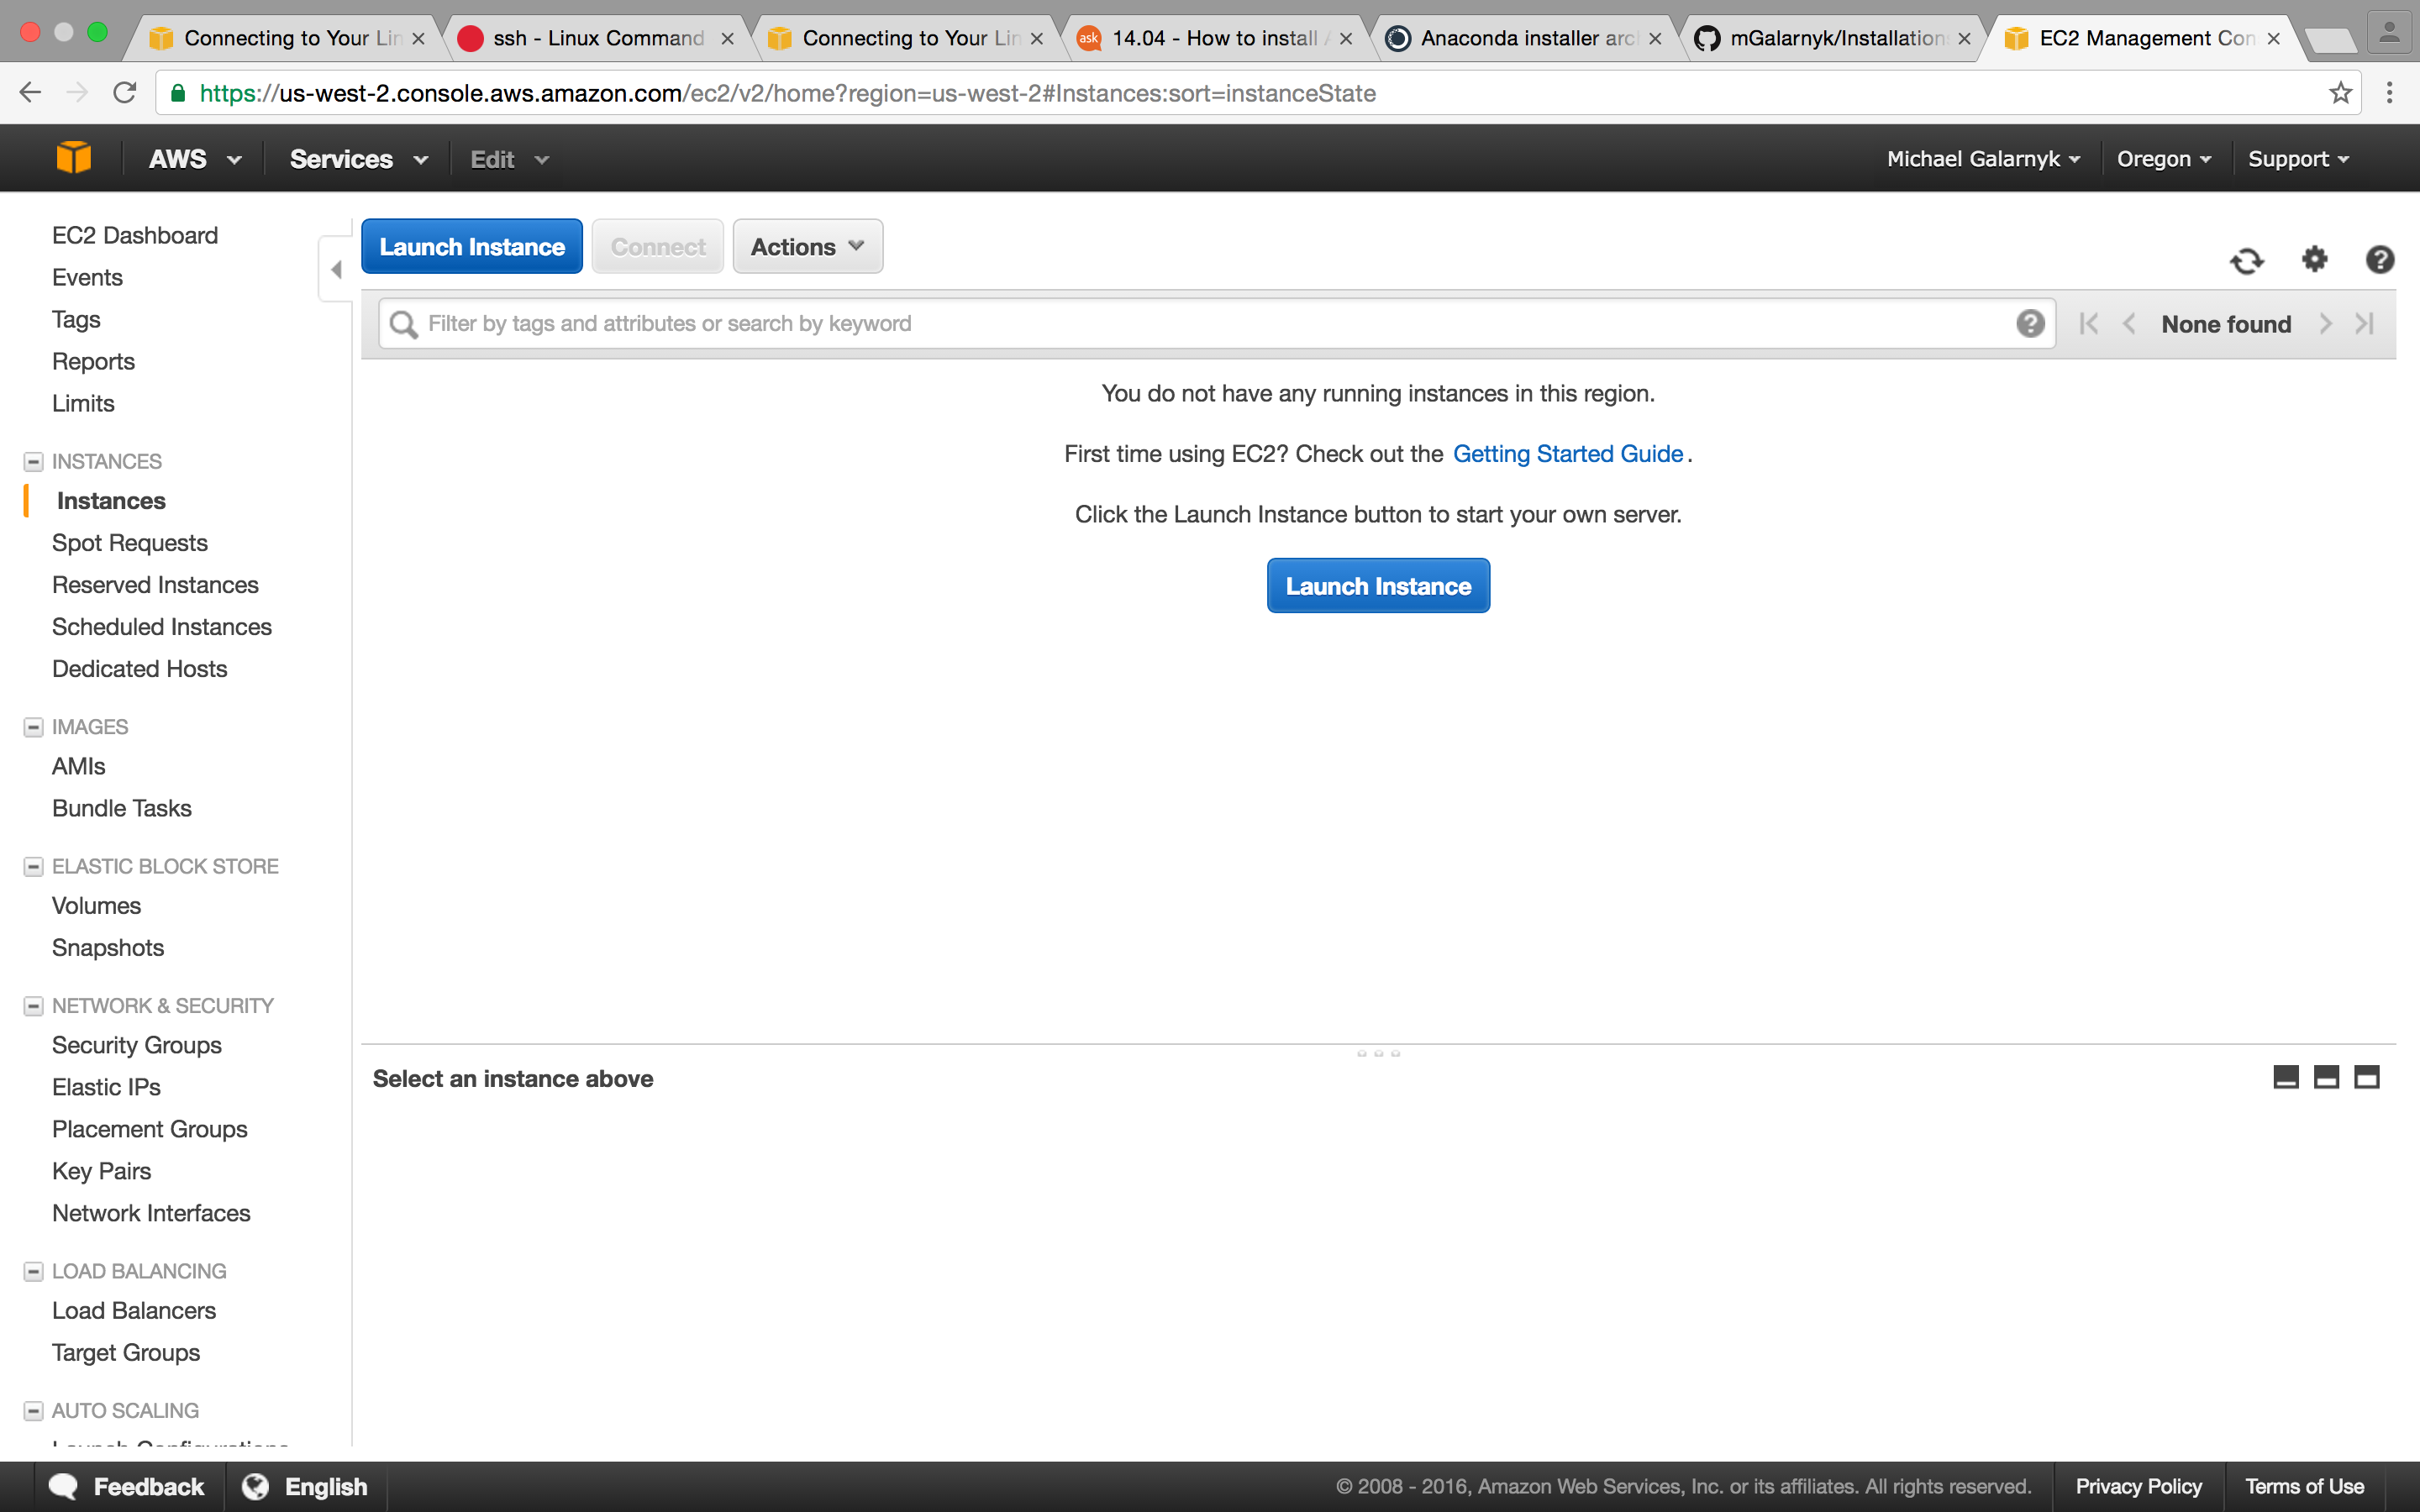 Connecting to Your Lin
ssh - Linux Command
Connecting to Your Lin
ask
14.04 - How to install A
Anaconda installer arc
mGalarnyk/Installation
EC2 Management Con
https://us-west-2.console.aws.amazon.com/ec2/v2/home?region=us-west-2#Instances:sort=instanceState
AWS
Services
Edit
Michael Galarnyk
Oregon
Support
EC2 Dashboard
Events
Tags
Reports
Limits
INSTANCES
Instances
Spot Requests
Reserved Instances
Scheduled Instances
Dedicated Hosts
IMAGES
AMIs
Bundle Tasks
ELASTIC BLOCK STORE
Volumes
Snapshots
NETWORK & SECURITY
Security Groups
Elastic IPs
Placement Groups
Key Pairs
Network Interfaces
LOAD BALANCING
Load Balancers
Target Groups
AUTO SCALING
Launch Configurations
Launch Instance
Connect
Actions
Filter by tags and attributes or search by keyword
None found
You do not have any running instances in this region.
First time using EC2? Check out the Getting Started Guide.
Click the Launch Instance button to start your own server.
Launch Instance
Select an instance above
Feedback
English
© 2008 - 2016, Amazon Web Services, Inc. or its affiliates. All rights reserved.
Privacy Policy
Terms of Use